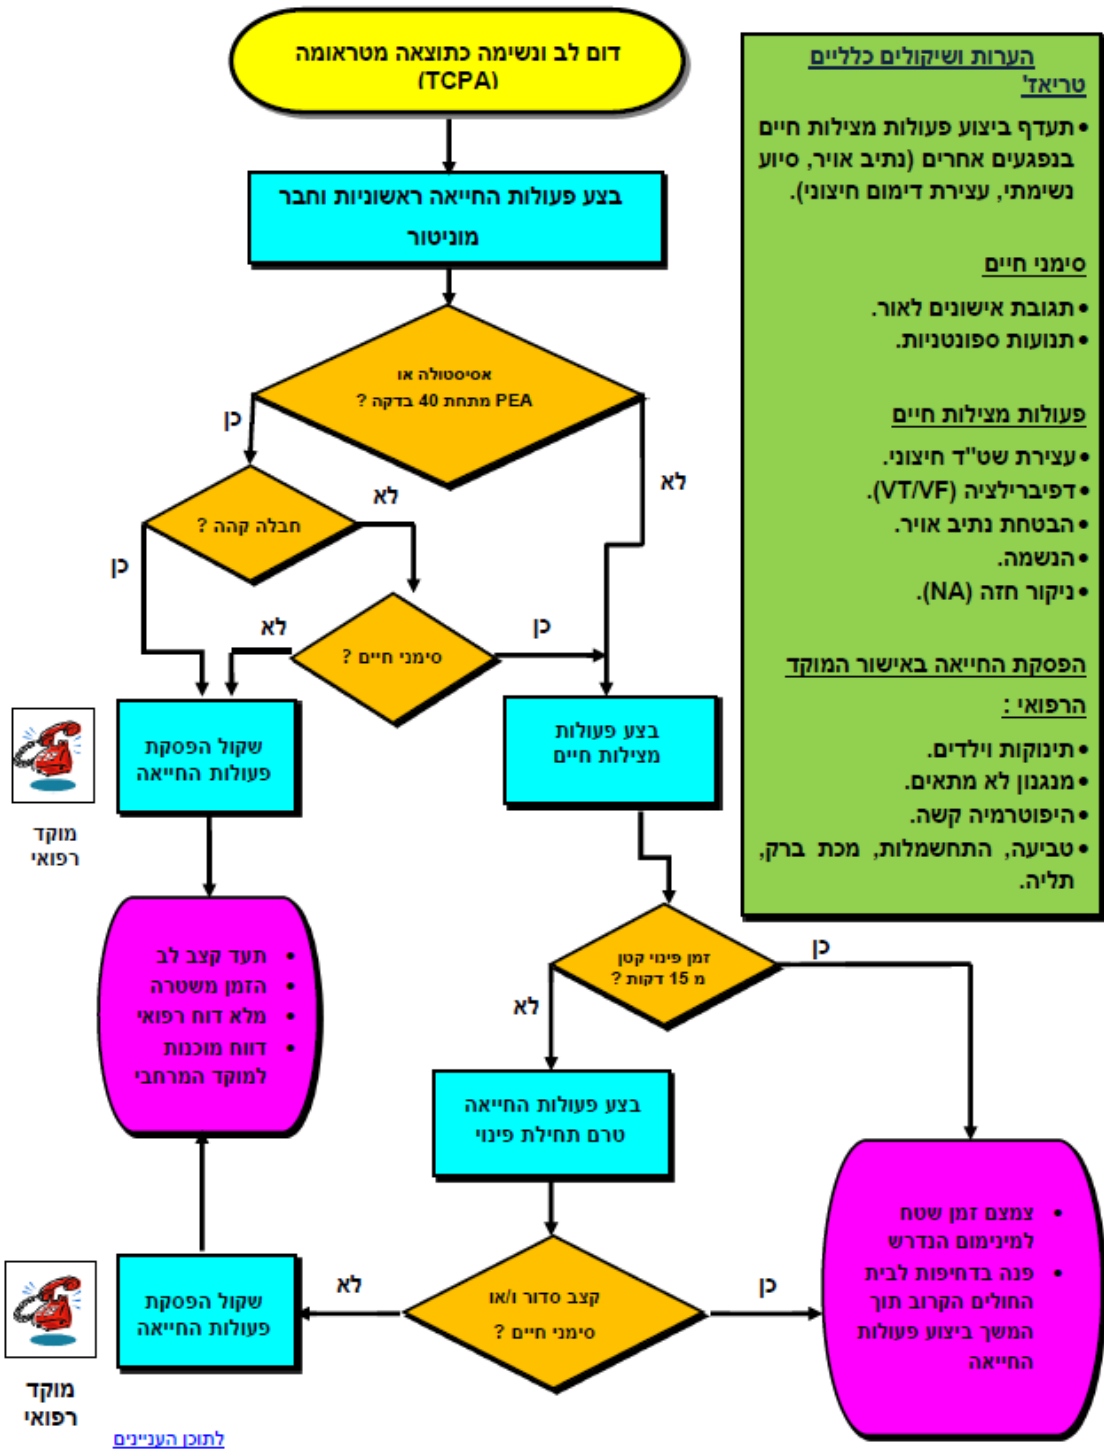 דום לב ונשימה כתוצאה מטראומה
(TCPA)
בצע פעולות החייאה ראשוניות וחבר
מוניטור
אסיסטולה או
PEA מתחת 40 בדקה ?
כן
לא
חבלה קהה ?
לא
כן
סימני חיים ?
לא
כן
שקול הפסקת
פעולות החייאה
מוקד
רפואי
בצע פעולות
מצילות חיים
• תעד קצב לב
• הזמן משטרה
• מלא דוח רפואי
• דווח מוכנות
למוקד המרחבי
זמן פינוי קטן
מ 15 דקות ?
כן
לא
בצע פעולות החייאה
טרם תחילת פינוי
קצב סדור ו/או
סימני חיים ?
לא
כן
שקול הפסקת
פעולות החייאה
מוקד
רפואי
• צמצם זמן שטח
למינימום הנדרש
• פנה בדחיפות לבית
החולים הקרוב תוך
המשך ביצוע פעולות
החייאה
הערות ושיקולים כלליים
טריאז'
• תעדף ביצוע פעולות מצילות חיים
בנפגעים אחרים (נתיב אויר, סיוע
נשימתי, עצירת דימום חיצוני).
סימני חיים
• תגובת אישונים לאור.
• תנועות ספונטניות.
פעולות מצילות חיים
• עצירת שט"ד חיצוני.
• דפיברילציה (VT/VF).
• הבטחת נתיב אויר.
• הנשמה.
• ניקור חזה (NA).
הפסקת החייאה באישור המוקד
הרפואי :
• תינוקות וילדים.
• מנגנון לא מתאים.
• היפוטרמיה קשה.
• טביעה, התחשמלות, מכת ברק,
תליה.
לתוכן העניינים